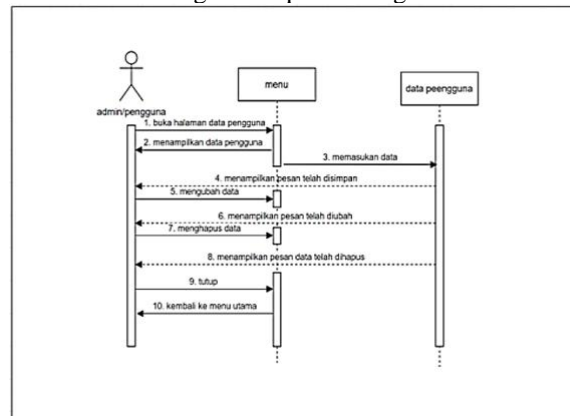 menu
data peengguna
admin/pengguna
1. buka halaman data pengguna
2. menampilkan data pengguna
3. memasukan data
4. menampilkan pesan telah disimpan
5. mengubah data
6. menampilkan pesan telah diubah
7. menghapus data
8. menampilkan pesan data telah dihapus
9. tutup
10. kembali ke menu utama